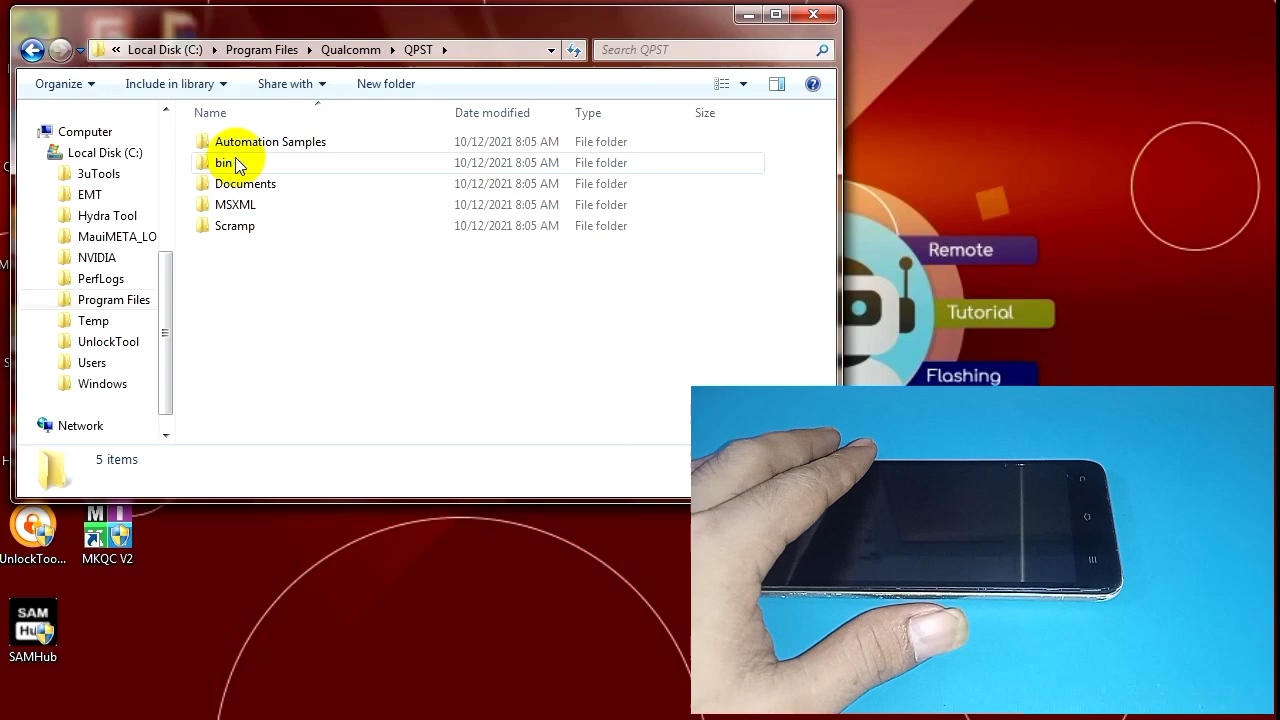 « Local Disk (C:) Program Files Qualcomm QPST
Search QPST
Organize Include in library Share with New folder
Name Date modified Type Size
Computer
Local Disk (C:)
3uTools
EMT
Hydra Tool
MauiMETA_LO
NVIDIA
PerfLogs
Program Files
Temp
UnlockTool
Users
Windows
Network
Automation Samples 10/12/2021 8:05 AM File folder
bin 10/12/2021 8:05 AM File folder
Documents 10/12/2021 8:05 AM File folder
MSXML 10/12/2021 8:05 AM File folder
Scramp 10/12/2021 8:05 AM File folder
5 items
Remote
Tutorial
Flashing
UnlockToo...
MI
MKQC V2
SAM
Hu
SAMHub